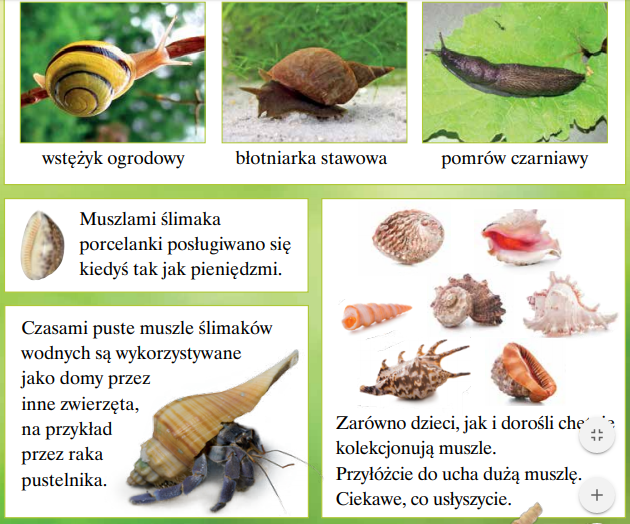 wstężyk ogrodowy
błotniarka stawowa
pomrów czarniawy
Muszlami ślimaka
porcelanki posługiwano się
kiedyś tak jak pieniędzmi.
Czasami puste muszle ślimaków
wodnych są wykorzystywane
jako domy przez
inne zwierzęta,
na przykład
przez raka
pustelnika.
Zarówno dzieci, jak i dorośli
kolekcjonują muszle.
Przyłóżcie do ucha dużą muszlę.
Ciekawe, co usłyszycie.